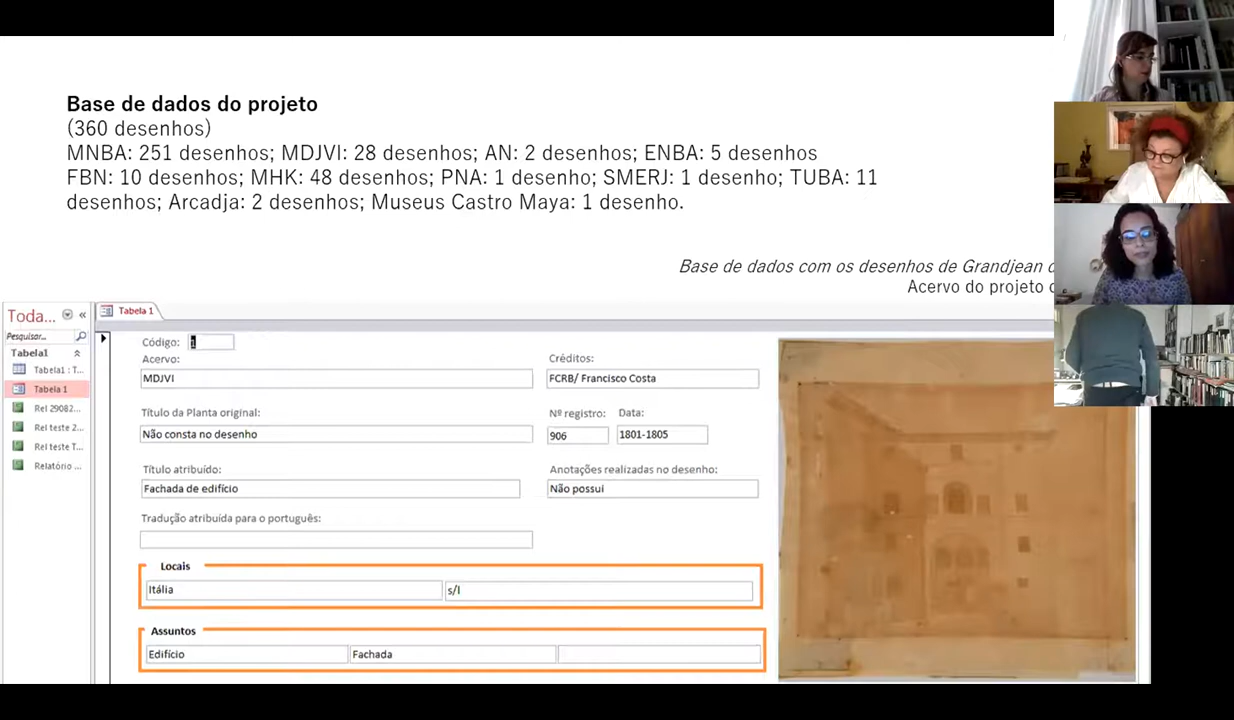 Base de dados do projeto
(360 desenhos)
MNBA: 251 desenhos; MDJVI: 28 desenhos; AN: 2 desenhos; ENBA: 5 desenhos
FBN: 10 desenhos; MHK: 48 desenhos; PNA: 1 desenho; SMERJ: 1 desenho; TUBA: 11
desenhos; Arcadja: 2 desenhos; Museus Castro Maya: 1 desenho.
Base de dados com os desenhos de Grandjean
Acervo do projeto
Toda... «
Pesquisar...
Tabela1
Tabela1 : T...
Tabela 1
Rel 29082...
Rel teste 2...
Rel teste T...
Relatório ...
Tabela 1
Código: 1
Acervo:
MDJVI
Créditos:
FCRB/ Francisco Costa
Título da Planta original:
Não consta no desenho
Nº registro: Data:
906 1801-1805
Título atribuído:
Fachada de edifício
Anotações realizadas no desenho:
Não possui
Tradução atribuída para o português:
Locais
Itália s/l
Assuntos
Edifício Fachada